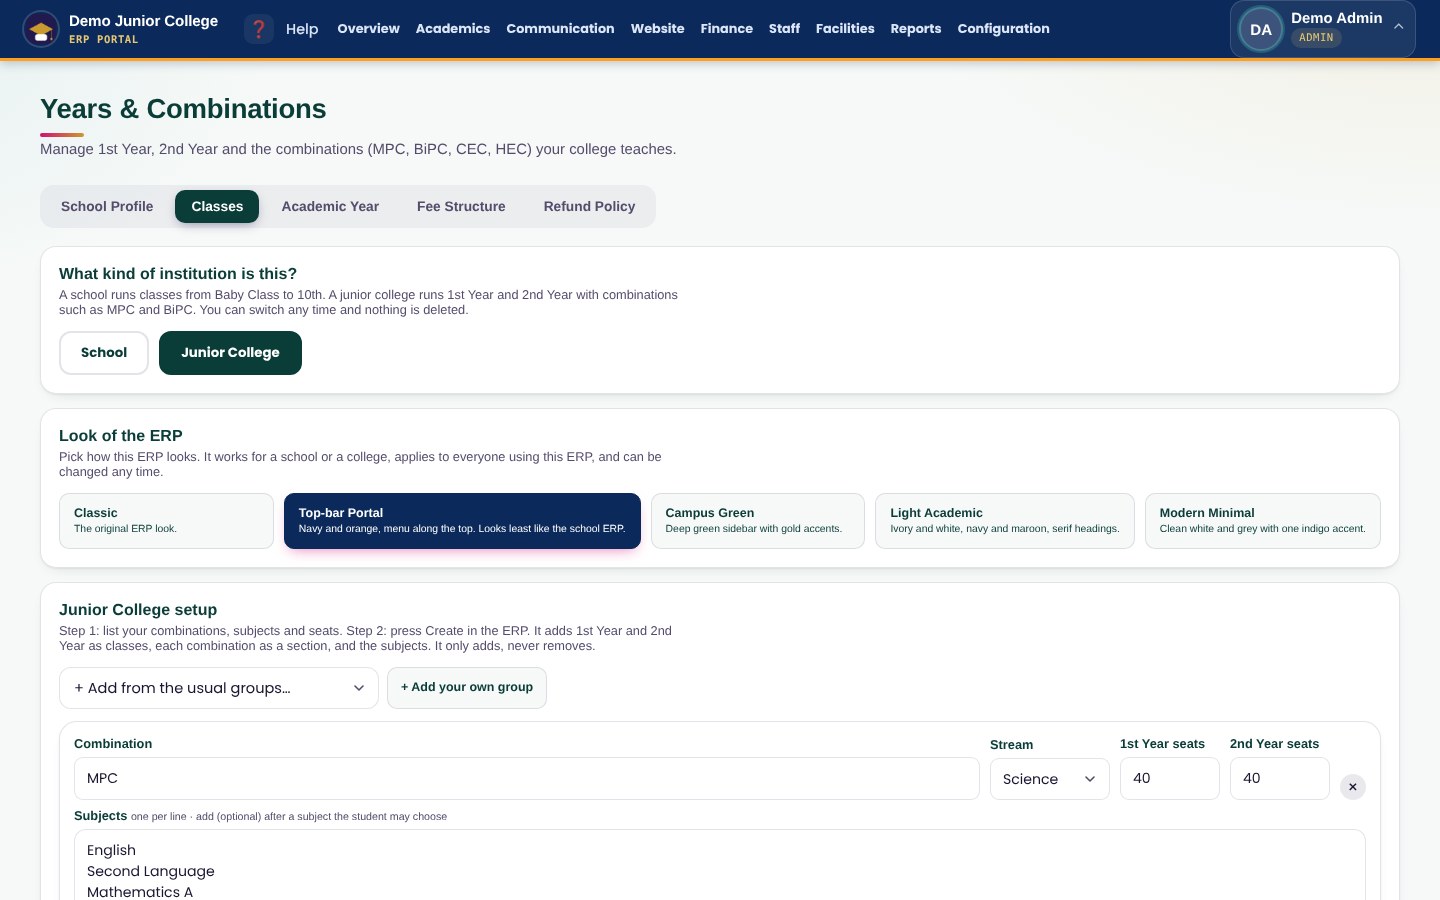 Demo Junior College
ERP PORTAL
❓ Help
Overview
Academics
Communication
Website
Finance
Staff
Facilities
Reports
Configuration
DA
Demo Admin
ADMIN
Years & Combinations
Manage 1st Year, 2nd Year and the combinations (MPC, BiPC, CEC, HEC) your college teaches.
School Profile
Classes
Academic Year
Fee Structure
Refund Policy
What kind of institution is this?
A school runs classes from Baby Class to 10th. A junior college runs 1st Year and 2nd Year with combinations
such as MPC and BiPC. You can switch any time and nothing is deleted.
School
Junior College
Look of the ERP
Pick how this ERP looks. It works for a school or a college, applies to everyone using this ERP, and can be
changed any time.
Classic
The original ERP look.
Top-bar Portal
Navy and orange, menu along the top. Looks least like the school ERP.
Campus Green
Deep green sidebar with gold accents.
Light Academic
Ivory and white, navy and maroon, serif headings.
Modern Minimal
Clean white and grey with one indigo accent.
Junior College setup
Step 1: list your combinations, subjects and seats. Step 2: press Create in the ERP. It adds 1st Year and 2nd
Year as classes, each combination as a section, and the subjects. It only adds, never removes.
+ Add from the usual groups...
+ Add your own group
Combination
MPC
Stream
Science
1st Year seats
40
2nd Year seats
40
×
Subjects one per line · add (optional) after a subject the student may choose
English
Second Language
Mathematics A